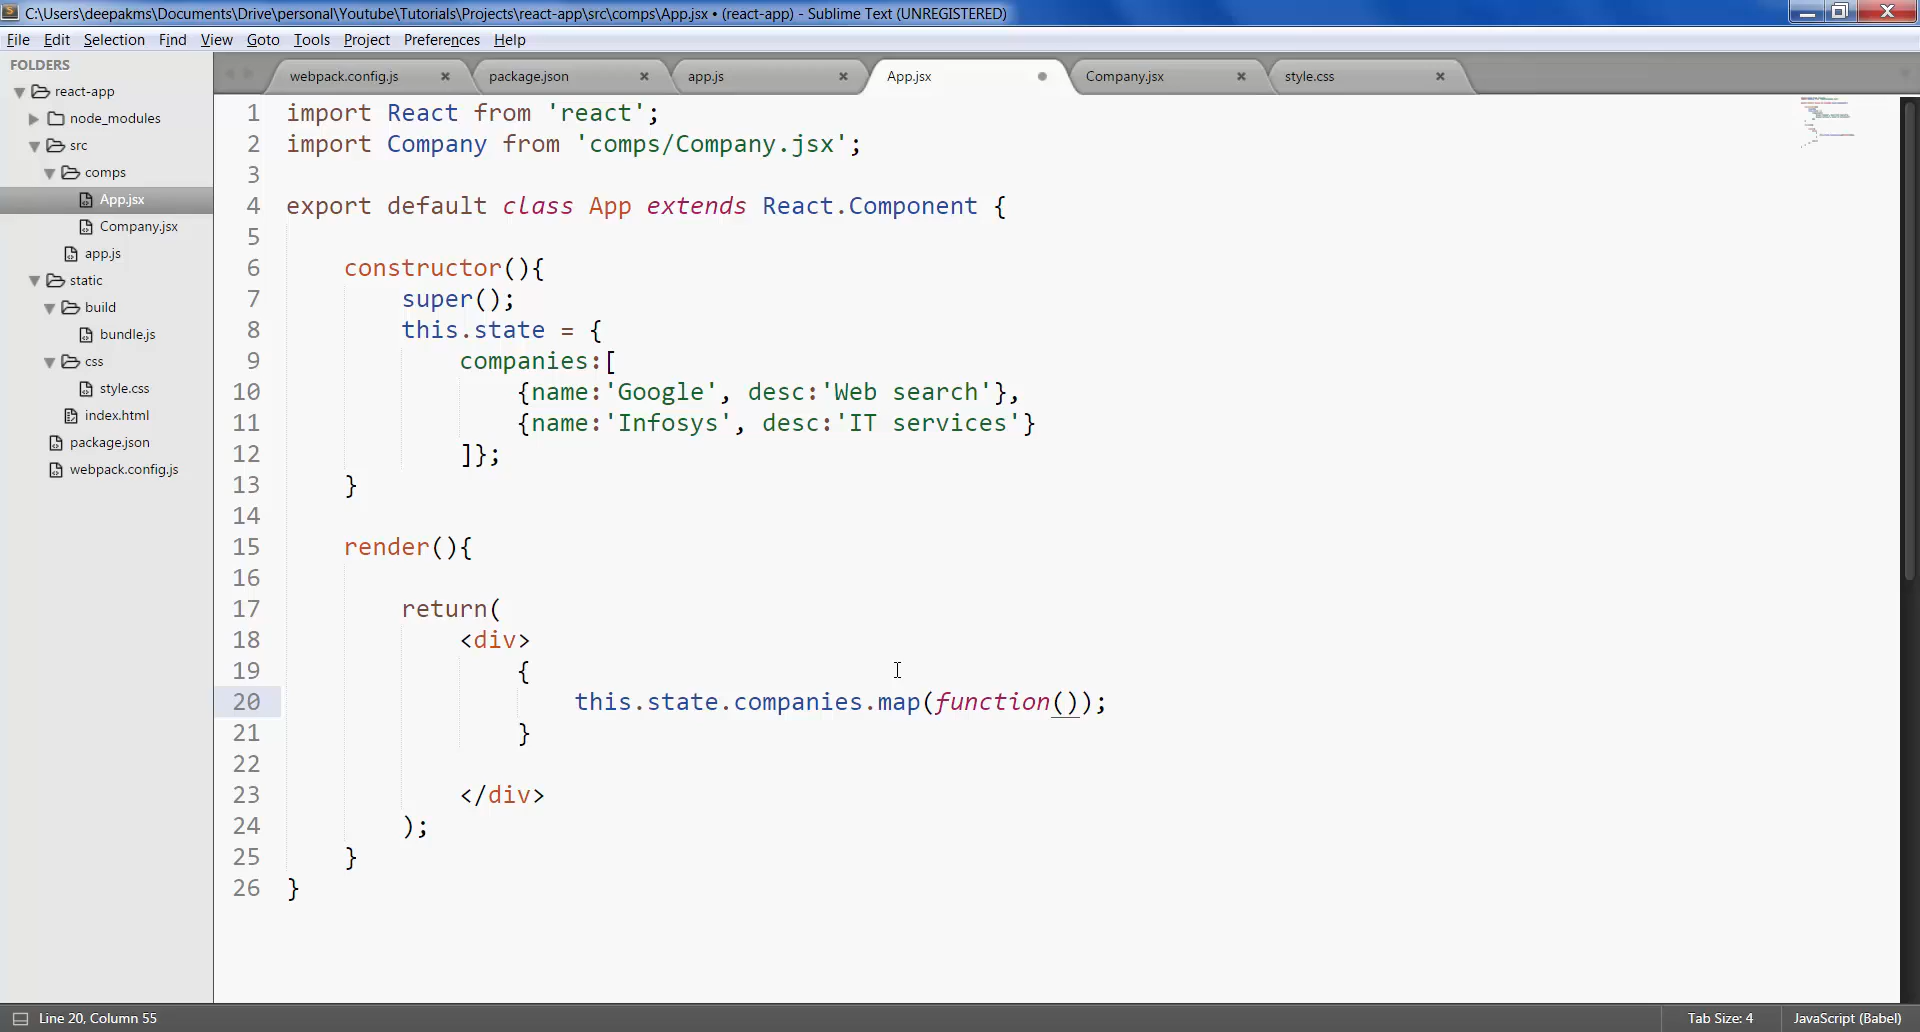 C:\Users\deepakms\Documents\Drive\personal\Youtube\Tutorials\Projects\react-app\src\comps\App.jsx • (react-app) - Sublime Text (UNREGISTERED)
File Edit Selection Find View Goto Tools Project Preferences Help
FOLDERS
react-app
node_modules
src
comps
App.jsx
Company.jsx
app.js
static
build
bundle.js
css
style.css
index.html
package.json
webpack.config.js
webpack.config.js package.json app.js App.jsx Company.jsx style.css
1 import React from 'react';
2 import Company from 'comps/Company.jsx';
3
4 export default class App extends React.Component {
5
6 constructor(){
7 super();
8 this.state = {
9 companies:[
10 {name:'Google', desc:'Web search'},
11 {name:'Infosys', desc:'IT services'}
12 ]};
13 }
14
15 render(){
16
17 return(
18 <div>
19 {
20 this.state.companies.map(function());
21 }
22
23 </div>
24 );
25 }
26 }
Line 20, Column 55 Tab Size: 4 JavaScript (Babel)